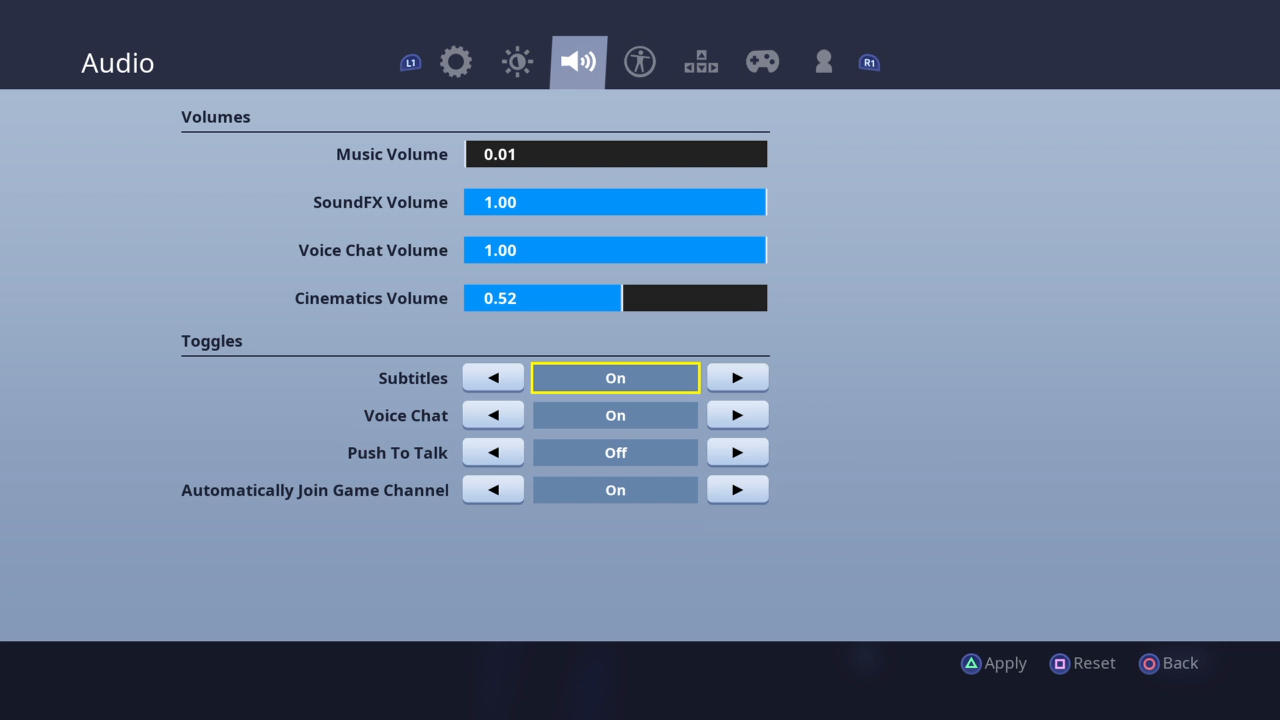 Audio
L1
R1
Volumes
Music Volume 0.01
SoundFX Volume 1.00
Voice Chat Volume 1.00
Cinematics Volume 0.52
Toggles
Subtitles ◀ On ▶
Voice Chat ◀ On ▶
Push To Talk ◀ Off ▶
Automatically Join Game Channel ◀ On ▶
Apply Reset Back